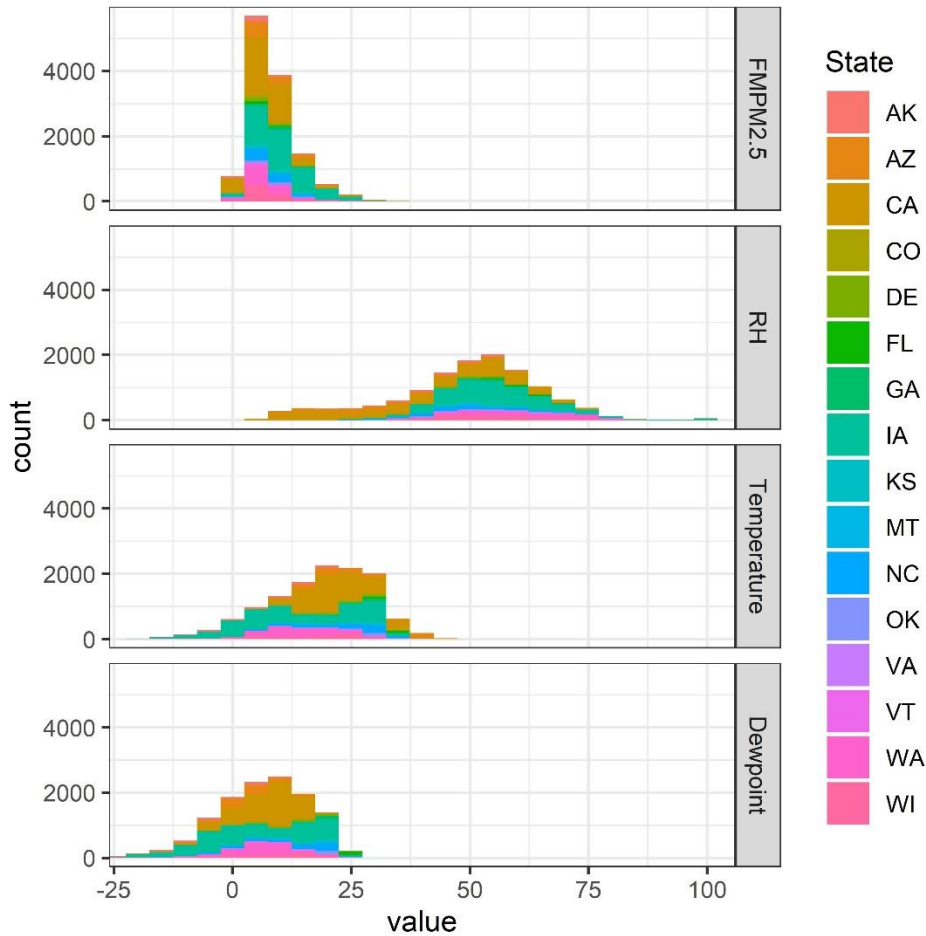 4000
2000
0
FMPM2.5
4000
2000
0
RH
4000
2000
0
Temperature
4000
2000
0
Dewpoint
-25 0 25 50 75 100
value
count
State
AK
AZ
CA
CO
DE
FL
GA
IA
KS
MT
NC
OK
VA
VT
WA
WI